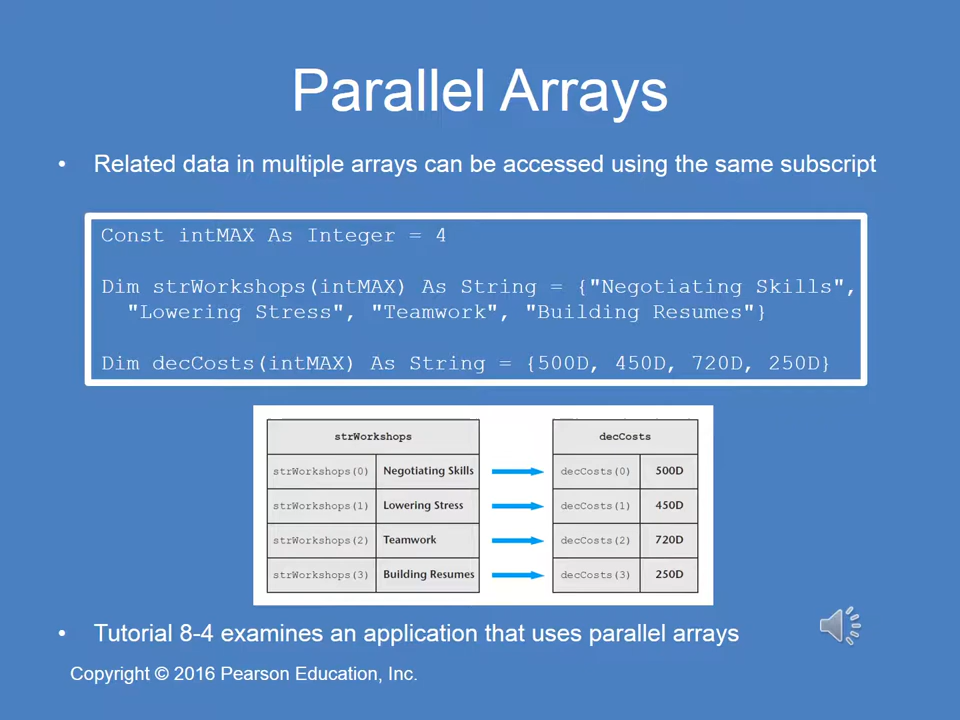 Parallel Arrays
• Related data in multiple arrays can be accessed using the same subscript
Const intMAX As Integer = 4
Dim strWorkshops(intMAX) As String = {"Negotiating Skills",
"Lowering Stress", "Teamwork", "Building Resumes"}
Dim decCosts(intMAX) As String = {500D, 450D, 720D, 250D}
strWorkshops decCosts
strWorkshops(0) Negotiating Skills decCosts(0) 500D
strWorkshops(1) Lowering Stress decCosts(1) 450D
strWorkshops(2) Teamwork decCosts(2) 720D
strWorkshops(3) Building Resumes decCosts(3) 250D
• Tutorial 8-4 examines an application that uses parallel arrays
Copyright © 2016 Pearson Education, Inc.